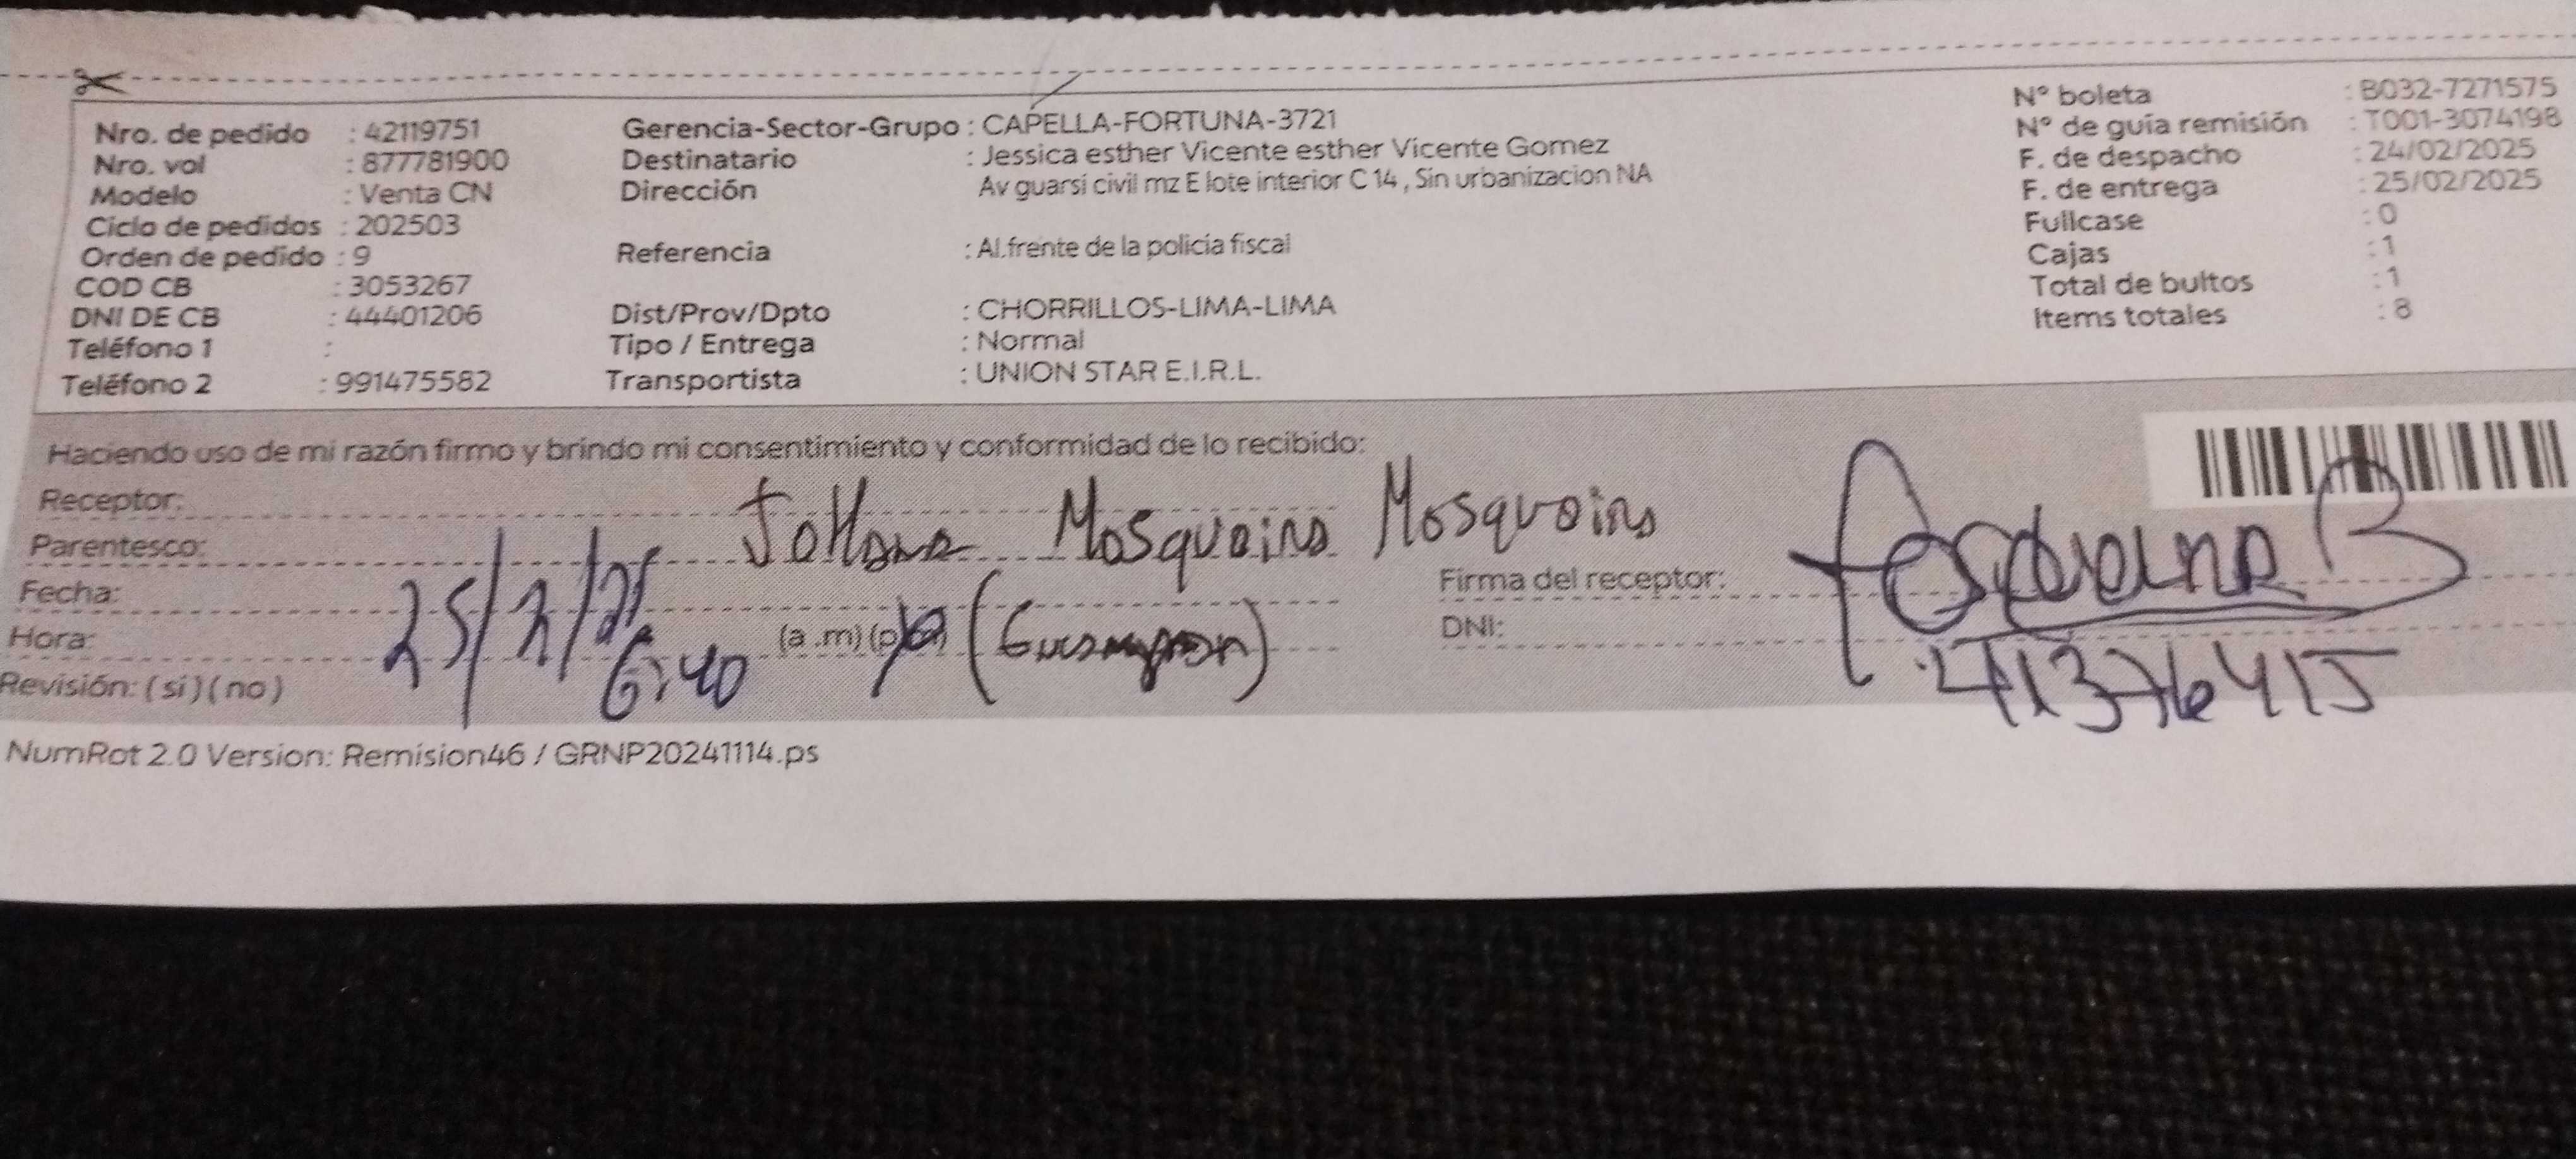 Nro. de pedido : 42119751
Nro. vol : 877781900
Modelo : Venta CN
Ciclo de pedidos : 202503
Orden de pedido : 9
COD CB : 3053267
DNI DE CB : 44401206
Teléfono 1 :
Teléfono 2 : 991475582
Gerencia-Sector-Grupo : CAPELLA-FORTUNA-3721
Destinatario : Jessica esther Vicente esther Vicente Gomez
Dirección Av guarsi civil mz E lote interior C 14 , Sin urbanizacion NA
Referencia : Al.frente de la policia fiscal
Dist/Prov/Dpto : CHORRILLOS-LIMA-LIMA
Tipo / Entrega : Normal
Transportista : UNION STAR E.I.R.L.
N° boleta : B032-7271575
N° de guía remisión : T001-3074198
F. de despacho : 24/02/2025
F. de entrega : 25/02/2025
Fullcase : 0
Cajas : 1
Total de bultos : 1
Items totales : 8
Haciendo uso de mi razón firmo y brindo mi consentimiento y conformidad de lo recibido:
Receptor: JoHana Mosqueira Mosqueira
Parentesco:
Fecha: 25/2/25
Hora: 6:40 (a .m) (p
Revisión: ( si ) ( no )
Firma del receptor:
DNI: 41376415
NumRot 2.0 Version: Remision46 / GRNP20241114.ps